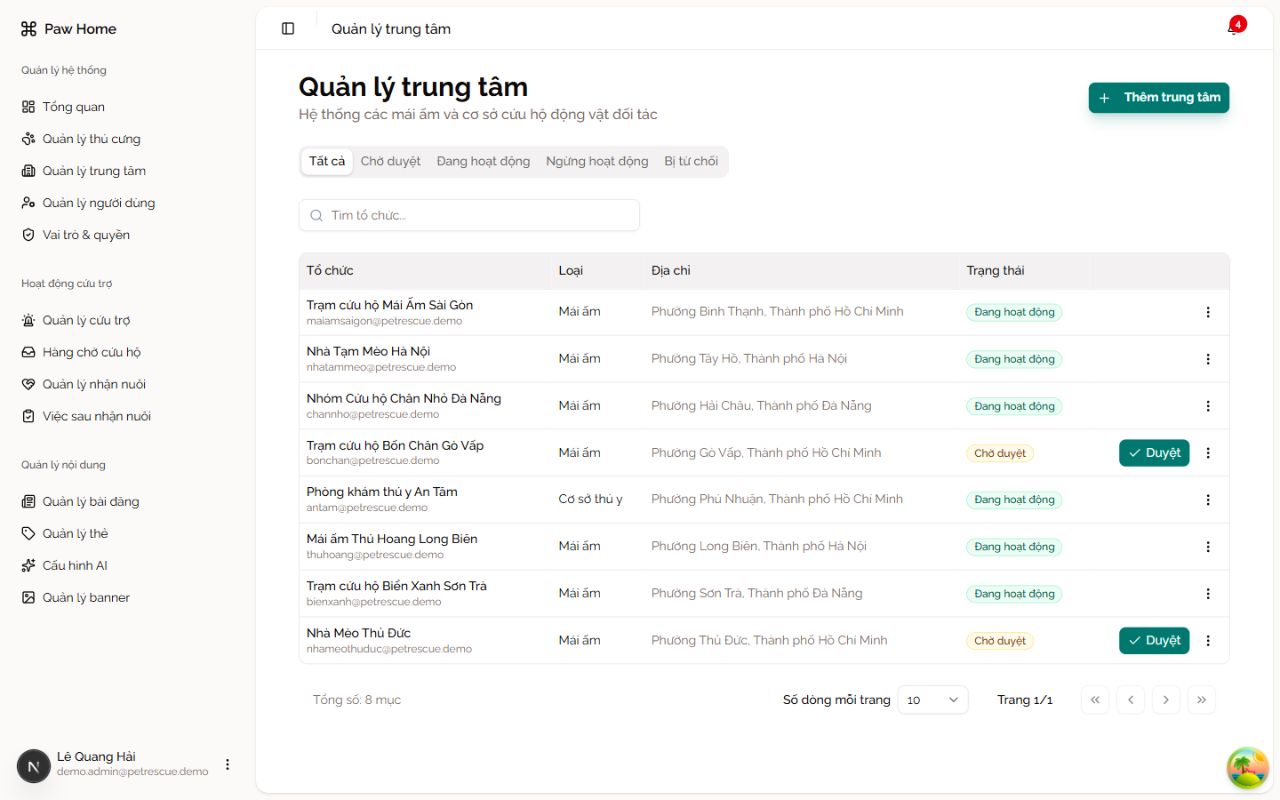 Paw Home
Quản lý hệ thống
Tổng quan
Quản lý thú cưng
Quản lý trung tâm
Quản lý người dùng
Vai trò & quyền
Hoạt động cứu trợ
Quản lý cứu trợ
Hàng chờ cứu hộ
Quản lý nhận nuôi
Việc sau nhận nuôi
Quản lý nội dung
Quản lý bài đăng
Quản lý thẻ
Cấu hình AI
Quản lý banner
N
Lê Quang Hải
demo.admin@petrescue.demo
Quản lý trung tâm
4
Quản lý trung tâm
Hệ thống các mái ấm và cơ sở cứu hộ động vật đối tác
Thêm trung tâm
Tất cả Chờ duyệt Đang hoạt động Ngừng hoạt động Bị từ chối
Tìm tổ chức...
Tổ chức Loại Địa chỉ Trạng thái
Trạm cứu hộ Mái Ấm Sài Gòn
maiamsaigon@petrescue.demo
Mái ấm Phường Bình Thạnh, Thành phố Hồ Chí Minh Đang hoạt động
Nhà Tạm Mèo Hà Nội
nhatammeo@petrescue.demo
Mái ấm Phường Tây Hồ, Thành phố Hà Nội Đang hoạt động
Nhóm Cứu hộ Chân Nhỏ Đà Nẵng
channho@petrescue.demo
Mái ấm Phường Hải Châu, Thành phố Đà Nẵng Đang hoạt động
Trạm cứu hộ Bốn Chân Gò Vấp
bonchan@petrescue.demo
Mái ấm Phường Gò Vấp, Thành phố Hồ Chí Minh Chờ duyệt Duyệt
Phòng khám thú y An Tâm
antam@petrescue.demo
Cơ sở thú y Phường Phú Nhuận, Thành phố Hồ Chí Minh Đang hoạt động
Mái ấm Thú Hoang Long Biên
thuhoang@petrescue.demo
Mái ấm Phường Long Biên, Thành phố Hà Nội Đang hoạt động
Trạm cứu hộ Biển Xanh Sơn Trà
bienxanh@petrescue.demo
Mái ấm Phường Sơn Trà, Thành phố Đà Nẵng Đang hoạt động
Nhà Mèo Thủ Đức
nhameothuduc@petrescue.demo
Mái ấm Phường Thủ Đức, Thành phố Hồ Chí Minh Chờ duyệt Duyệt
Tổng số: 8 mục Số dòng mỗi trang 10 Trang 1/1